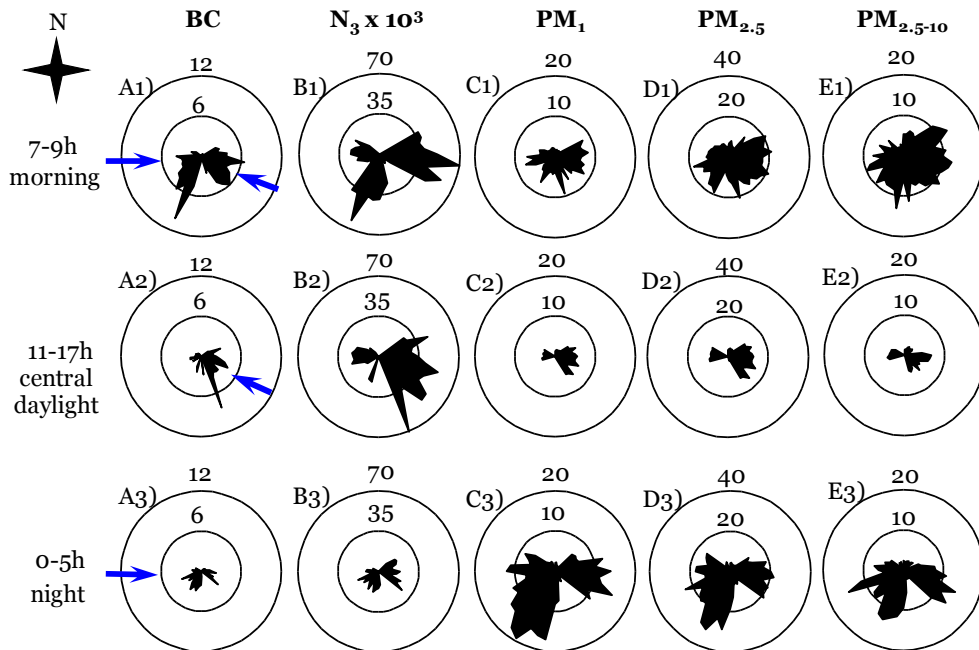 N BC N₃ x 10³ PM₁ PM₂.₅ PM₂.₅₋₁₀
12 70 20 40 20
A1) B1) C1) D1) E1)
6 35 10 20 10
7-9h
morning
12 70 20 40 20
A2) B2) C2) D2) E2)
6 35 10 20 10
11-17h
central
daylight
12 70 20 40 20
A3) B3) C3) D3) E3)
6 35 10 20 10
0-5h
night